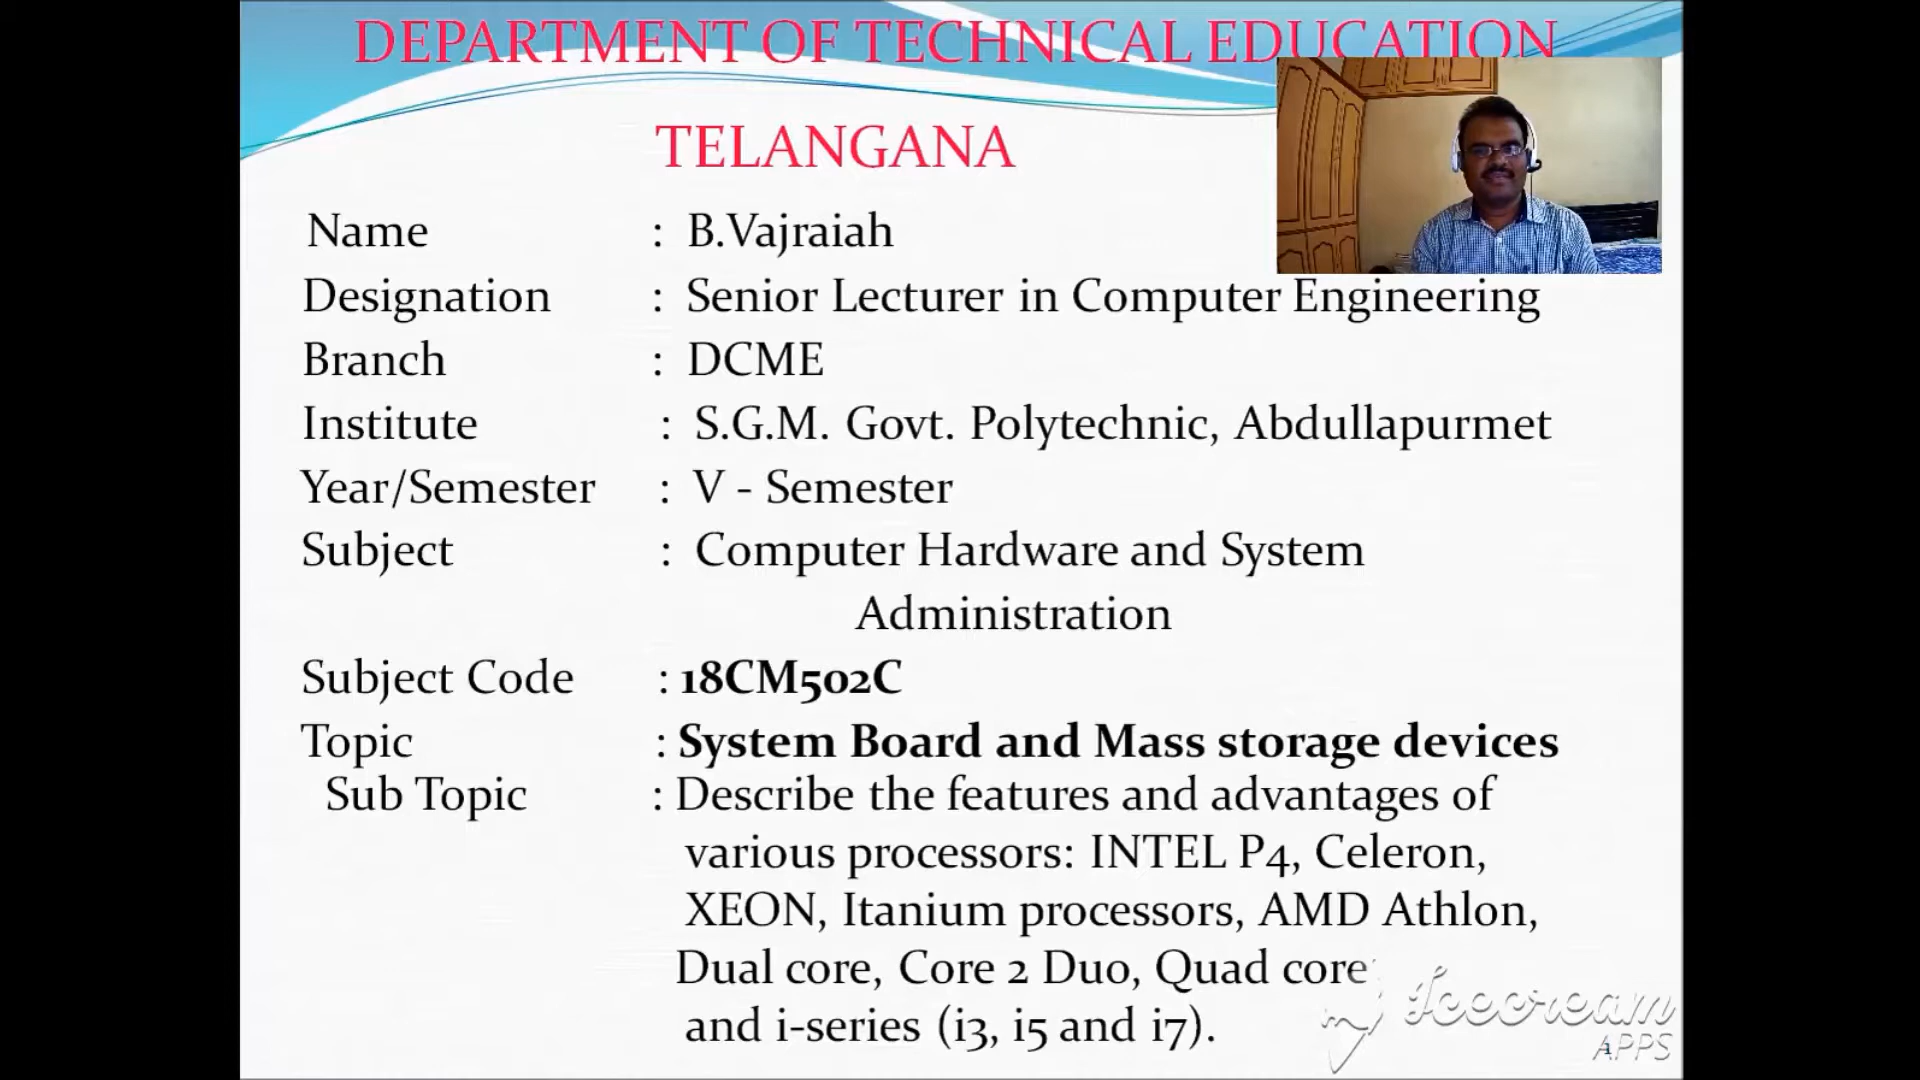 DEPARTMENT OF TECHNICAL EDUCATION
TELANGANA
Name : B.Vajraiah
Designation : Senior Lecturer in Computer Engineering
Branch : DCME
Institute : S.G.M. Govt. Polytechnic, Abdullapurmet
Year/Semester : V - Semester
Subject : Computer Hardware and System
Administration
Subject Code : 18CM502C
Topic : System Board and Mass storage devices
Sub Topic : Describe the features and advantages of
various processors: INTEL P4, Celeron,
XEON, Itanium processors, AMD Athlon,
Dual core, Core 2 Duo, Quad core
and i-series (i3, i5 and i7).
Icecream
APPS
1